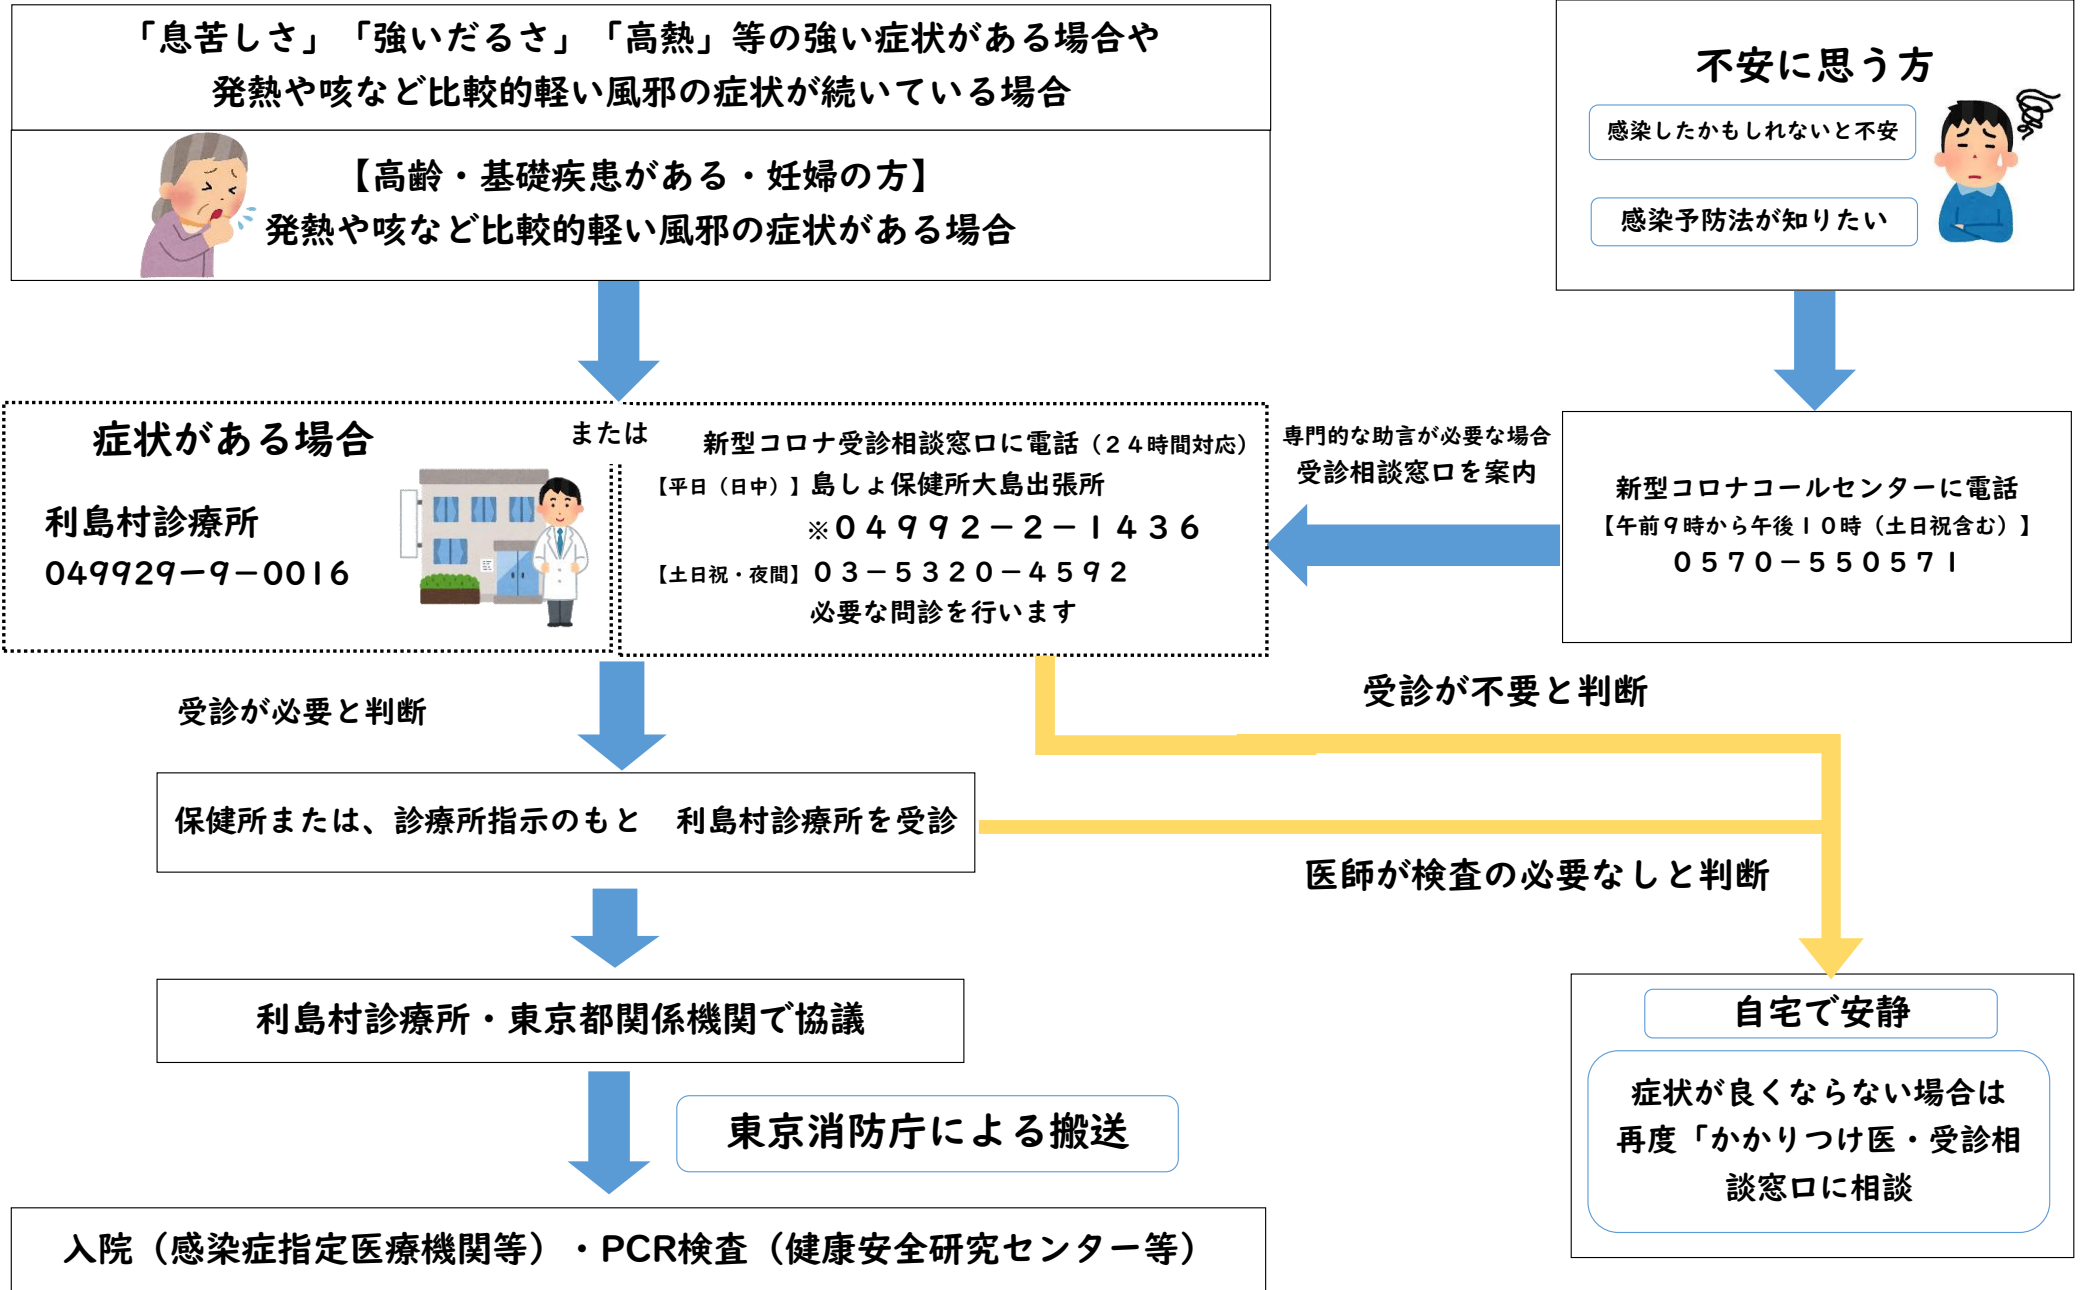 「息苦しさ」「強いだるさ」「高熱」等の強い症状がある場合や
発熱や咳など比較的軽い風邪の症状が続いている場合
【高齢・基礎疾患がある・妊婦の方】
発熱や咳など比較的軽い風邪の症状がある場合
不安に思う方
感染したかもしれないと不安
感染予防法が知りたい
症状がある場合
利島村診療所
049929－9－0016
または
新型コロナ受診相談窓口に電話（２４時間対応）
【平日（日中）】島しょ保健所大島出張所
※０４９９２－２－１４３６
【土日祝・夜間】０３－５３２０－４５９２
必要な問診を行います
専門的な助言が必要な場合
受診相談窓口を案内
新型コロナコールセンターに電話
【午前９時から午後１０時（土日祝含む）】
０５７０－５５０５７１
受診が必要と判断
受診が不要と判断
保健所または、診療所指示のもと　利島村診療所を受診
医師が検査の必要なしと判断
利島村診療所・東京都関係機関で協議
東京消防庁による搬送
入院（感染症指定医療機関等）・PCR検査（健康安全研究センター等）
自宅で安静
症状が良くならない場合は
再度「かかりつけ医・受診相
談窓口に相談